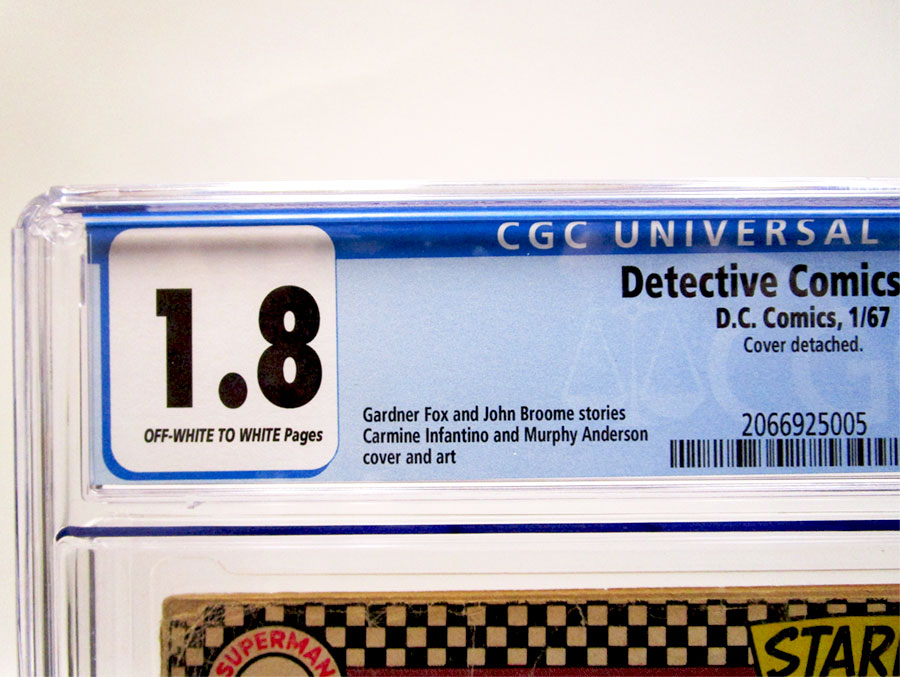 CGC UNIVERSAL
Detective Comics
D.C. Comics, 1/67
Cover detached.
1.8
OFF-WHITE TO WHITE Pages
Gardner Fox and John Broome stories
Carmine Infantino and Murphy Anderson
cover and art
2066925005
SUPERMAN
STAR